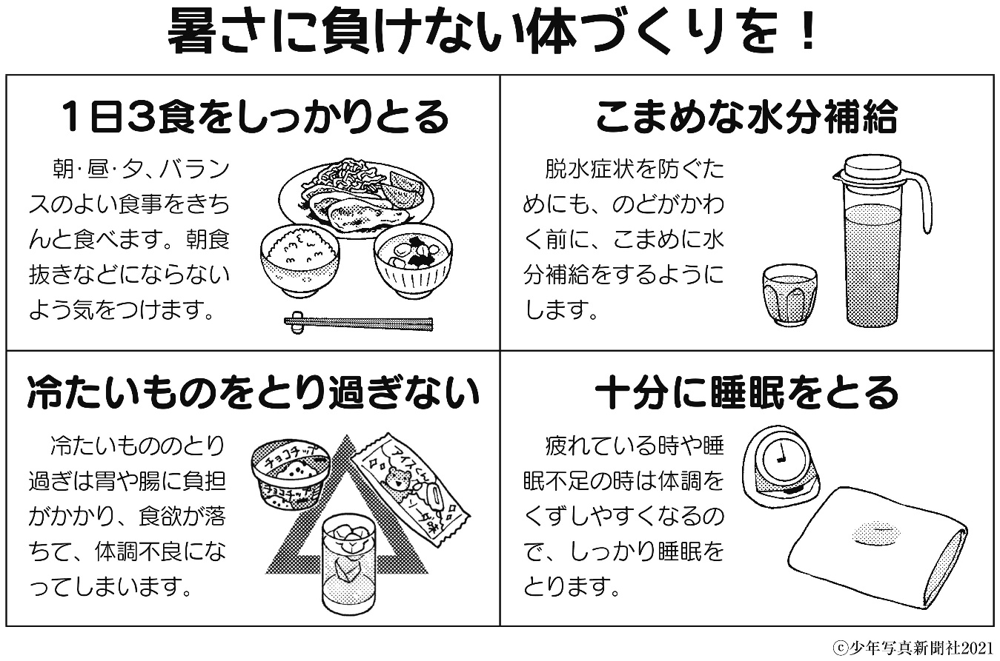 暑さに負けない体づくりを！
１日３食をしっかりとる
朝・昼・夕、バラン
スのよい食事をきち
んと食べます。朝食
抜きなどにならない
よう気をつけます。
こまめな水分補給
脱水症状を防ぐた
めにも、のどがかわ
く前に、こまめに水
分補給をするように
します。
冷たいものをとり過ぎない
冷たいもののとり
過ぎは胃や腸に負担
がかかり、食欲が落
ちて、体調不良にな
ってしまいます。
チョコチップ
チョコチップ
アイスくん
ソーダ味
十分に睡眠をとる
疲れている時や睡
眠不足の時は体調を
くずしやすくなるの
で、しっかり睡眠を
とります。
©少年写真新聞社2021